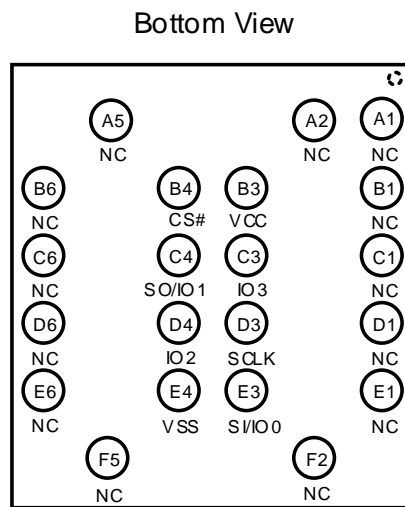 Bottom View
A5 A2 A1
NC NC NC
B6 B4 B3 B1
NC CS# VCC NC
C6 C4 C3 C1
NC SO/IO1 IO3 NC
D6 D4 D3 D1
NC IO2 SCLK NC
E6 E4 E3 E1
NC VSS SI/IO0 NC
F5 F2
NC NC